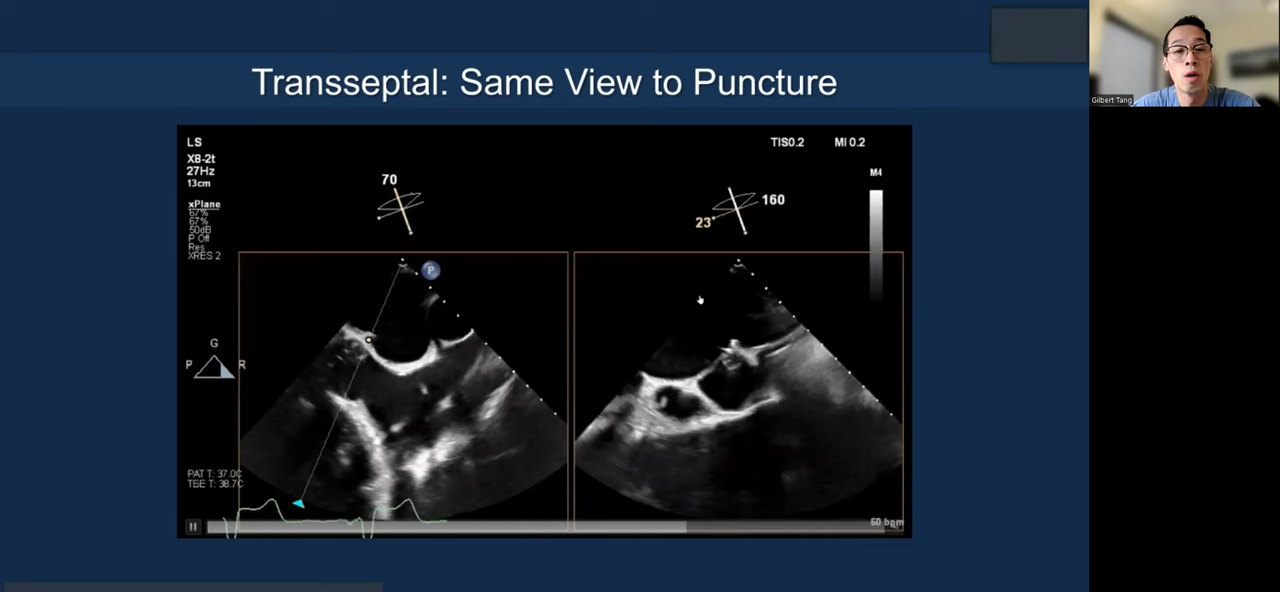 Transseptal: Same View to Puncture
Gilbert Tang
LS
X8-2t
27Hz
13cm
xPlane
67%
67%
50dB
P Off
Res
XRES 2
TIS0.2 MI 0.2
M4
70
160
23°
P
G
P R
PAT T: 37.0C
TEE T: 38.7C
60 bpm